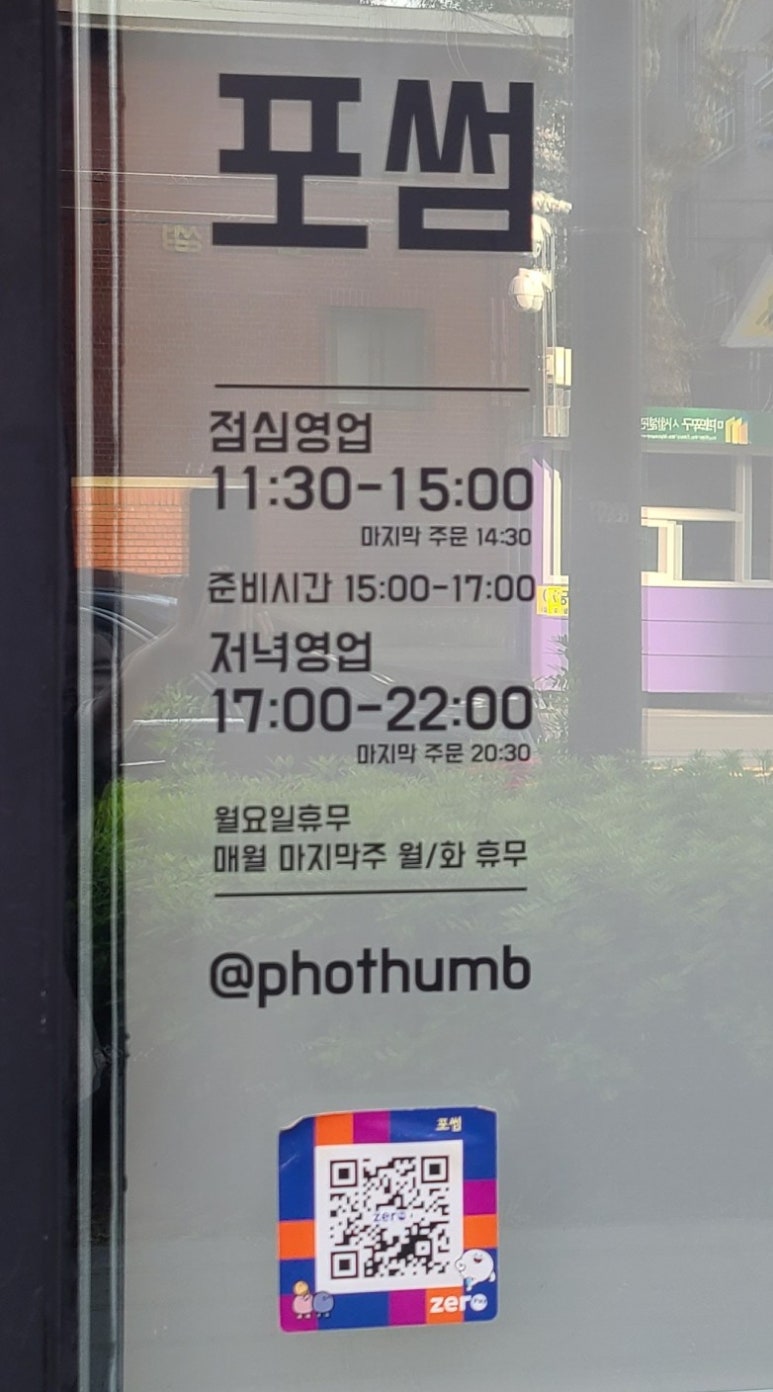 포썸
점심영업
11:30-15:00
마지막 주문 14:30
준비시간 15:00-17:00
저녁영업
17:00-22:00
마지막 주문 20:30
월요일휴무
매월 마지막주 월/화 휴무
@phothumb
포썸
zero
zero